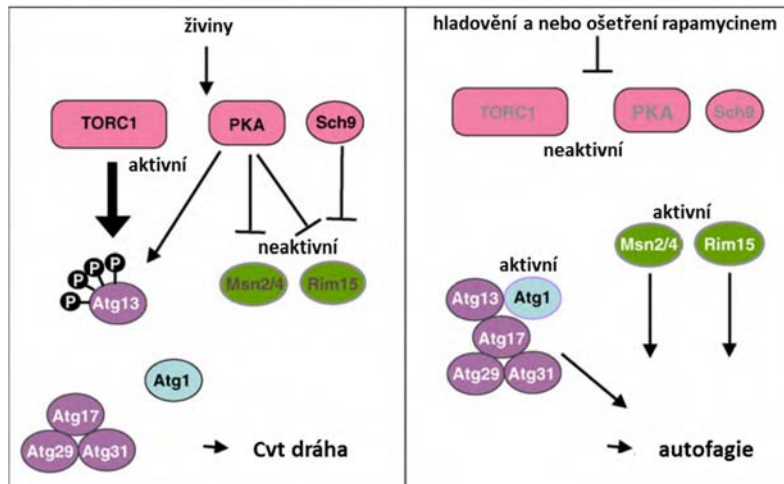 živiny
TORC1
PKA
Sch9
aktivní
neaktivní
Msn2/4 Rim15
P P P P
Atg13
Atg1
Atg17
Atg29 Atg31
Cvt dráha
hladovění a nebo ošetření rapamycinem
TORC1
PKA
Sch9
neaktivní
aktivní
Msn2/4 Rim15
aktivní
Atg13 Atg1
Atg17
Atg29 Atg31
autofagie